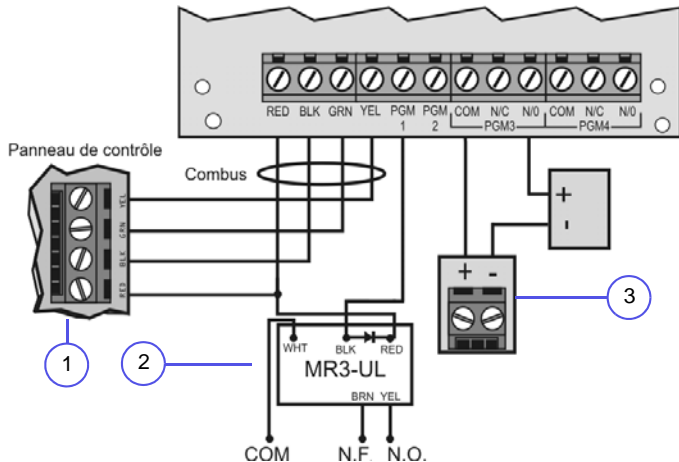 RED BLK GRN YEL PGM 1 PGM 2 COM N/C N/0 COM N/C N/0
PGM3 PGM4
Panneau de contrôle
Combus
YEL
GRN
BLK
RED
+
-
+ -
3
1
2
WHT BLK RED
MR3-UL
BRN YEL
COM N.F. N.O.